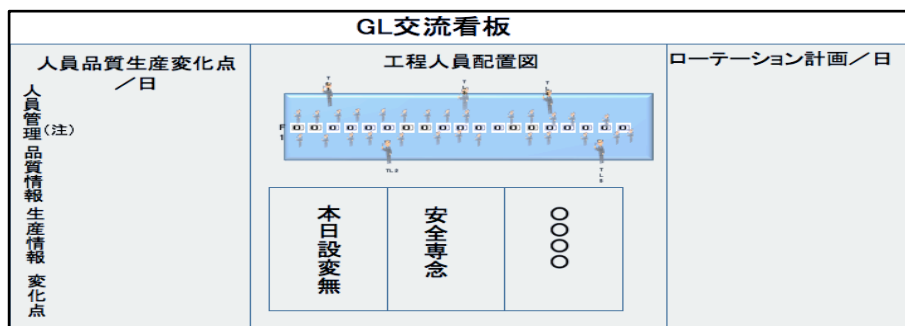 GL交流看板
人員品質生産変化点
/日
人員管理(注)
品質情報
生産情報
変化点
工程人員配置図
F1
TL2
本日設変無
安全専念
〇〇〇〇
ローテーション計画/日